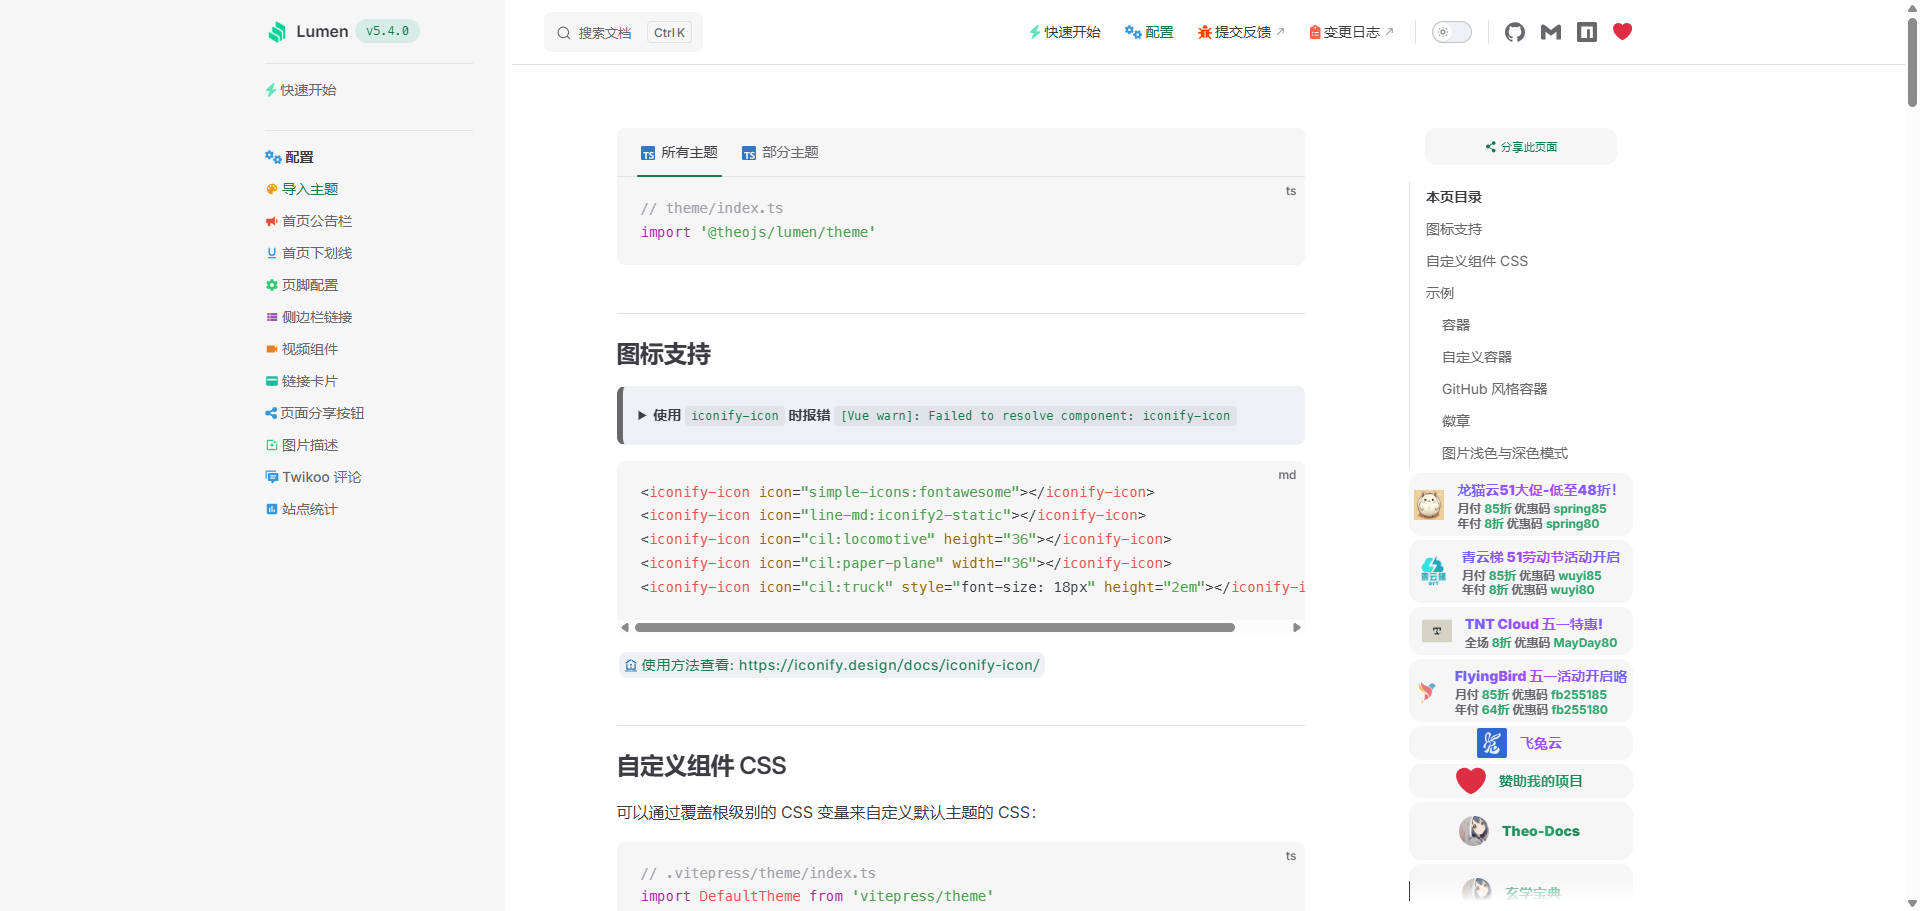 Lumen v5.4.0
快速开始
配置
导入主题
首页公告栏
首页下划线
页脚配置
侧边栏链接
视频组件
链接卡片
页面分享按钮
图片描述
Twikoo 评论
站点统计
搜索文档 Ctrl K
快速开始 配置 提交反馈 变更日志
所有主题 部分主题
ts
// theme/index.ts
import '@theojs/lumen/theme'
图标支持
使用 iconify-icon 时报错 [Vue warn]: Failed to resolve component: iconify-icon
md
<iconify-icon icon="simple-icons:fontawesome"></iconify-icon>
<iconify-icon icon="line-md:iconify2-static"></iconify-icon>
<iconify-icon icon="cil:locomotive" height="36"></iconify-icon>
<iconify-icon icon="cil:paper-plane" width="36"></iconify-icon>
<iconify-icon icon="cil:truck" style="font-size: 18px" height="2em"></iconify-i
使用方法查看: https://iconify.design/docs/iconify-icon/
自定义组件 CSS
可以通过覆盖根级别的 CSS 变量来自定义默认主题的 CSS：
ts
// .vitepress/theme/index.ts
import DefaultTheme from 'vitepress/theme'
分享此页面
本页目录
图标支持
自定义组件 CSS
示例
容器
自定义容器
GitHub 风格容器
徽章
图片浅色与深色模式
龙猫云51大促-低至48折！
月付 85折 优惠码 spring85
年付 8折 优惠码 spring80
青云梯 51劳动节活动开启
月付 85折 优惠码 wuyi85
年付 8折 优惠码 wuyi80
TNT Cloud 五一特惠!
全场 8折 优惠码 MayDay80
FlyingBird 五一活动开启咯
月付 85折 优惠码 fb255185
年付 64折 优惠码 fb255180
飞兔云
赞助我的项目
Theo-Docs
玄学宝典